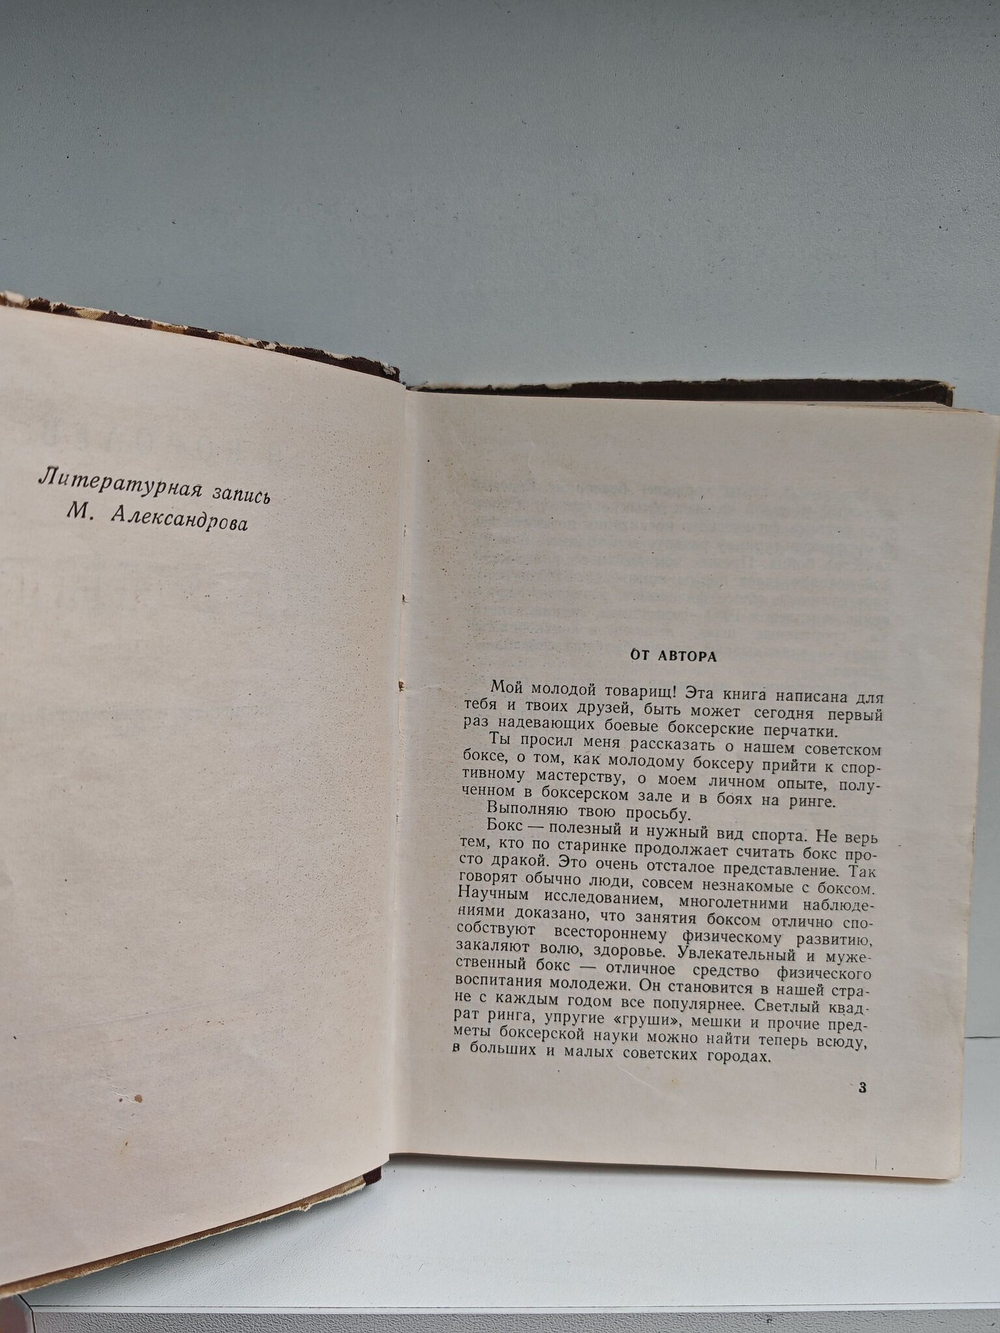 Литературная запись
М. Александрова
ОТ АВТОРА
Мой молодой товарищ! Эта книга написана для
тебя и твоих друзей, быть может сегодня первый
раз надевающих боевые боксерские перчатки.
Ты просил меня рассказать о нашем советском
боксе, о том, как молодому боксеру прийти к спор-
тивному мастерству, о моем личном опыте, полу-
ченном в боксерском зале и в боях на ринге.
Выполняю твою просьбу.
Бокс — полезный и нужный вид спорта. Не верь
тем, кто по старинке продолжает считать бокс про-
сто дракой. Это очень отсталое представление. Так
говорят обычно люди, совсем незнакомые с боксом.
Научным исследованием, многолетними наблюде-
ниями доказано, что занятия боксом отлично спо-
собствуют всестороннему физическому развитию,
закаляют волю, здоровье. Увлекательный и муже-
ственный бокс — отличное средство физического
воспитания молодежи. Он становится в нашей стра-
не с каждым годом все популярнее. Светлый квад-
рат ринга, упругие «груши», мешки и прочие пред-
меты боксерской науки можно найти теперь всюду,
в больших и малых советских городах.
3